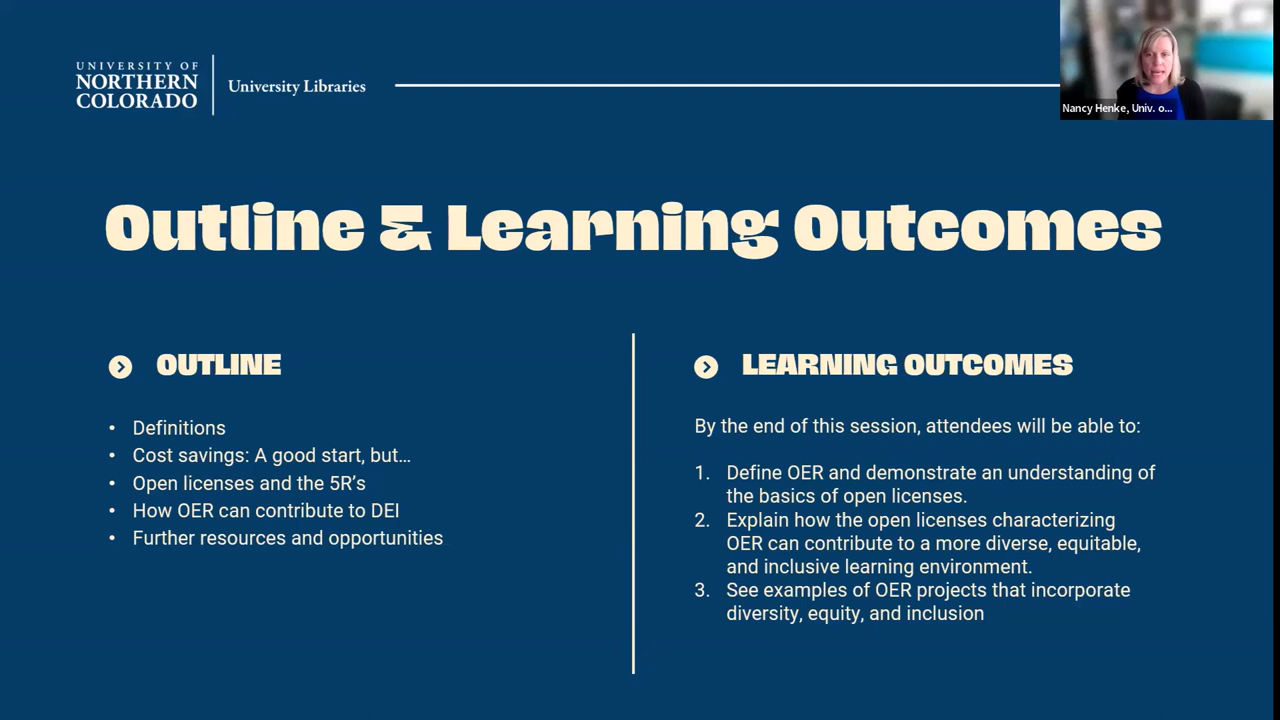 UNIVERSITY OF
NORTHERN
COLORADO
University Libraries
Nancy Henke, Univ. o...
Outline & Learning Outcomes
OUTLINE
• Definitions
• Cost savings: A good start, but...
• Open licenses and the 5R's
• How OER can contribute to DEI
• Further resources and opportunities
LEARNING OUTCOMES
By the end of this session, attendees will be able to:
1. Define OER and demonstrate an understanding of
the basics of open licenses.
2. Explain how the open licenses characterizing
OER can contribute to a more diverse, equitable,
and inclusive learning environment.
3. See examples of OER projects that incorporate
diversity, equity, and inclusion